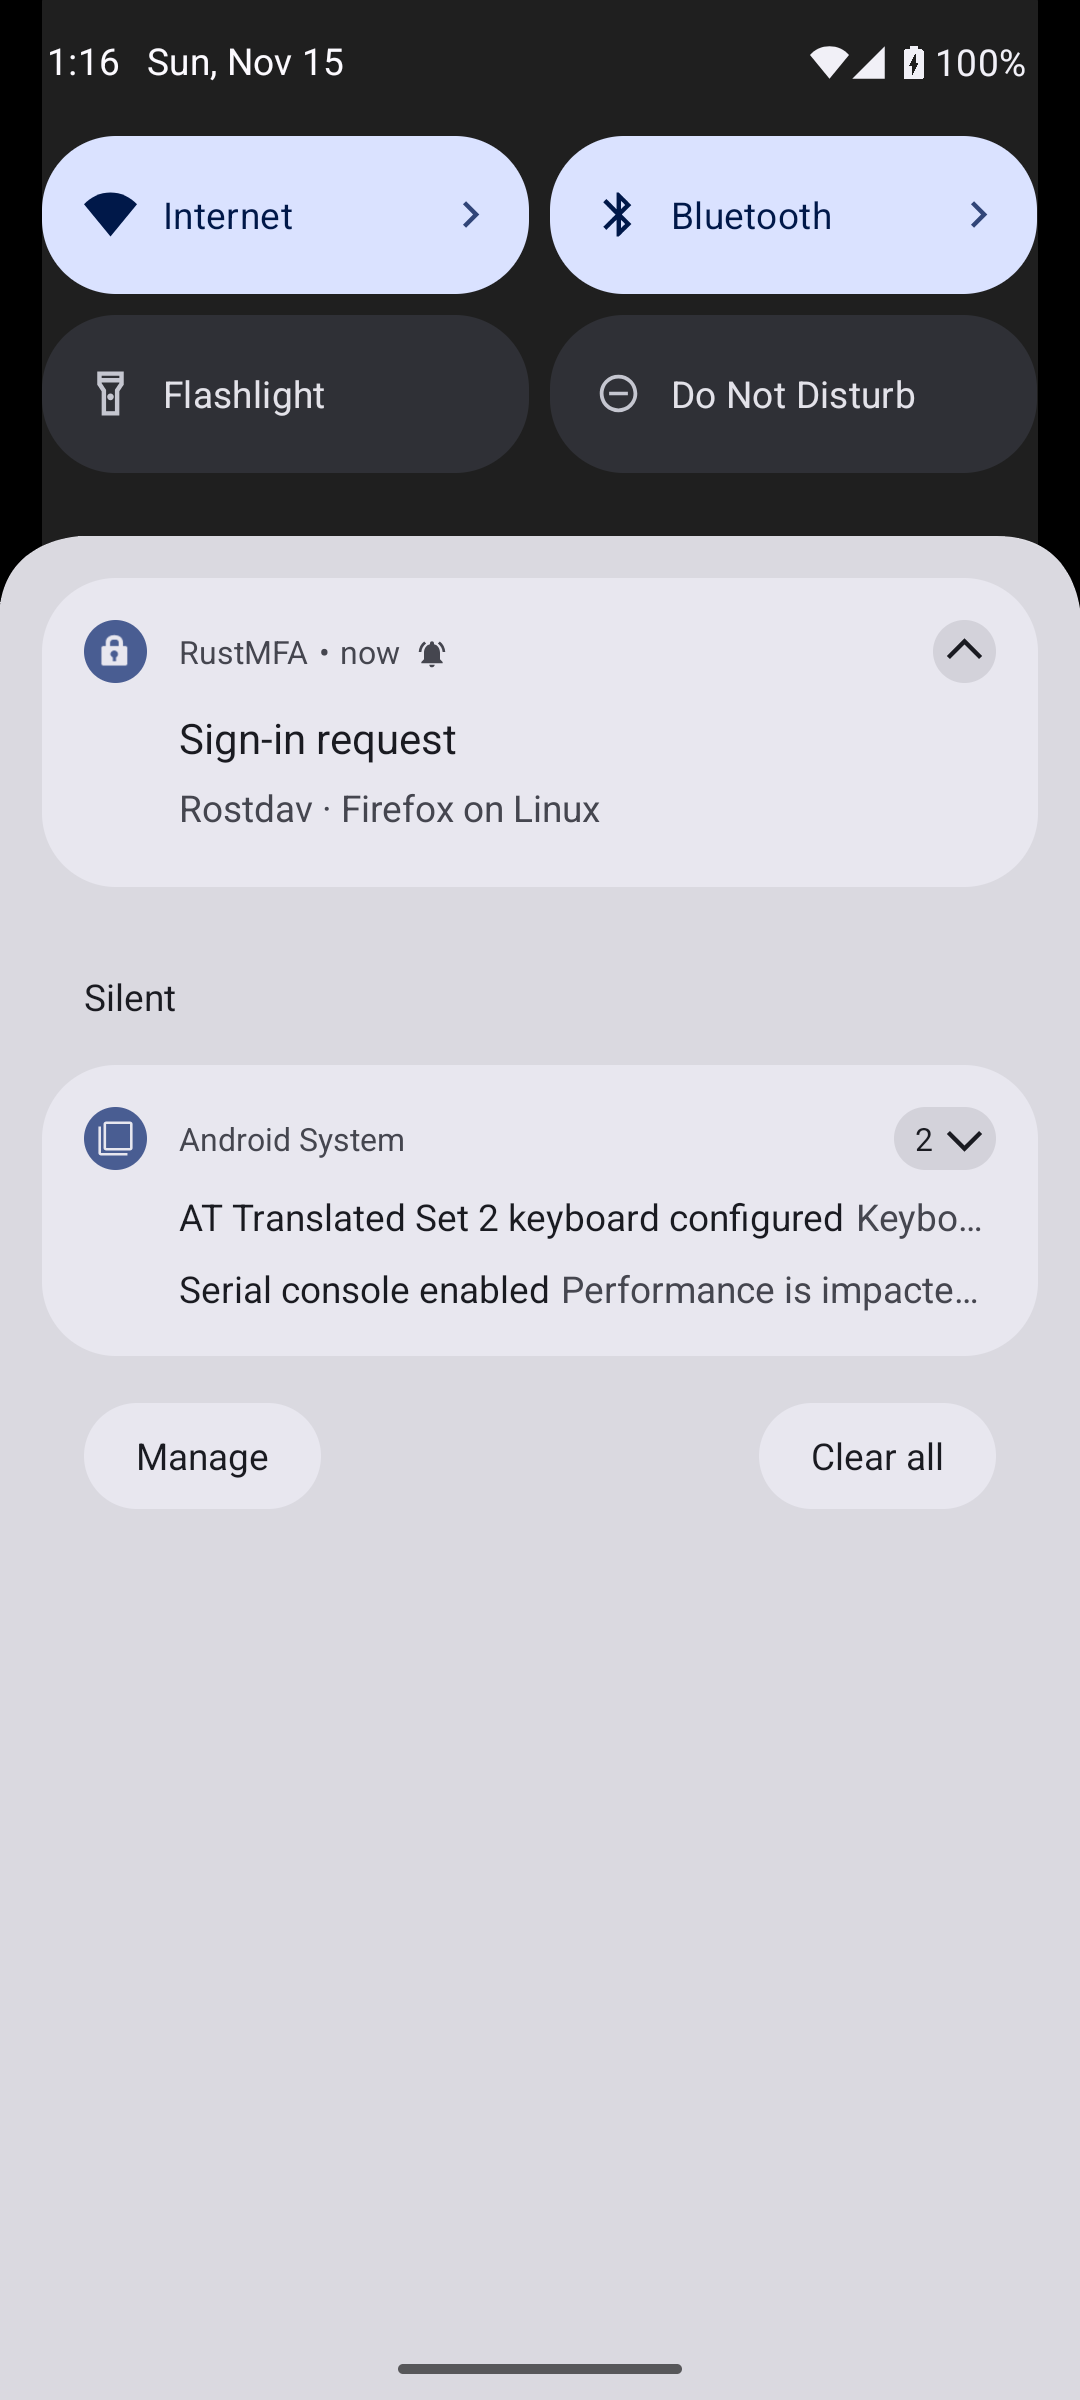 1:16 Sun, Nov 15 100%
Internet
Bluetooth
Flashlight
Do Not Disturb
RustMFA • now
Sign-in request
Rostdav · Firefox on Linux
Silent
Android System 2
AT Translated Set 2 keyboard configured Keybo…
Serial console enabled Performance is impacte…
Manage
Clear all